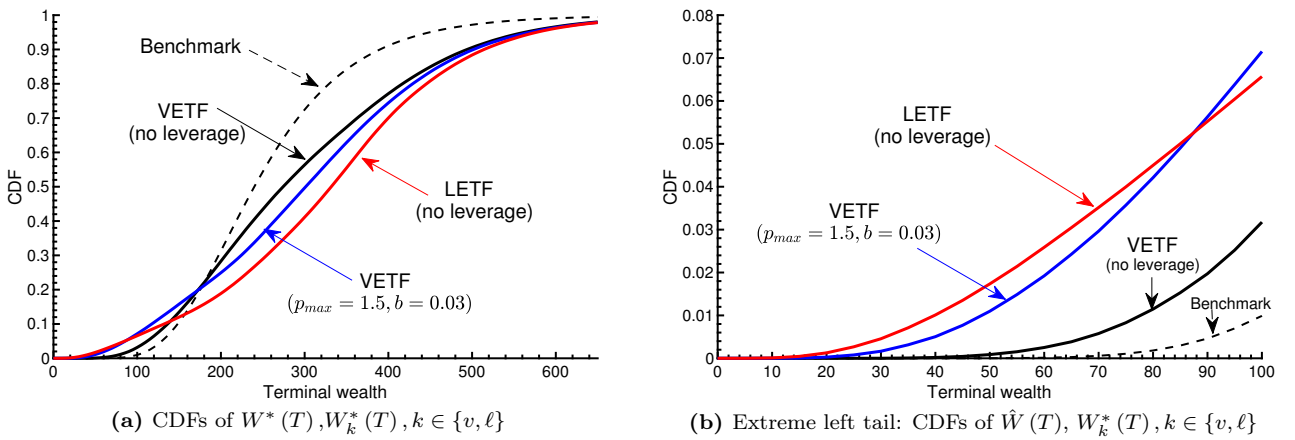 1
0.9
0.8
0.7
0.6
0.5
0.4
0.3
0.2
0.1
0
CDF
Benchmark
VETF
(no leverage)
LETF
(no leverage)
VETF
(p_max = 1.5, b = 0.03)
0 100 200 300 400 500 600
Terminal wealth
(a) CDFs of W* (T) ,W*_k (T) , k ∈ {v, ℓ}
0.08
0.07
0.06
0.05
0.04
0.03
0.02
0.01
0
CDF
LETF
(no leverage)
VETF
(p_max = 1.5, b = 0.03)
VETF
(no leverage)
Benchmark
0 10 20 30 40 50 60 70 80 90 100
Terminal wealth
(b) Extreme left tail: CDFs of Ŵ (T), W*_k (T) , k ∈ {v, ℓ}